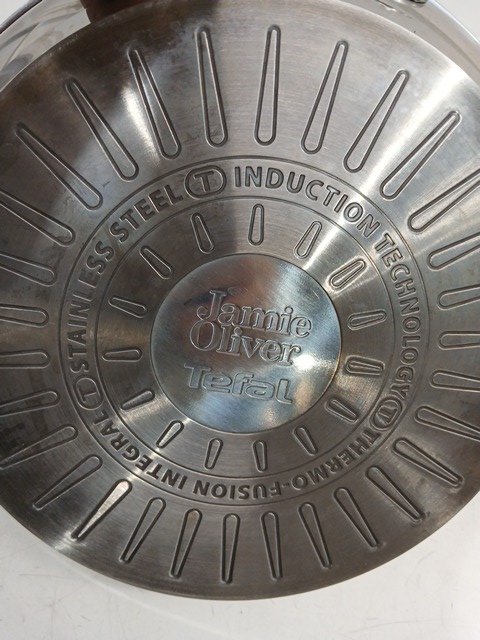 Jamie
Oliver
Tefal
T STAINLESS STEEL T INDUCTION TECHNOLOGY T THERMO-FUSION INTEGRAL